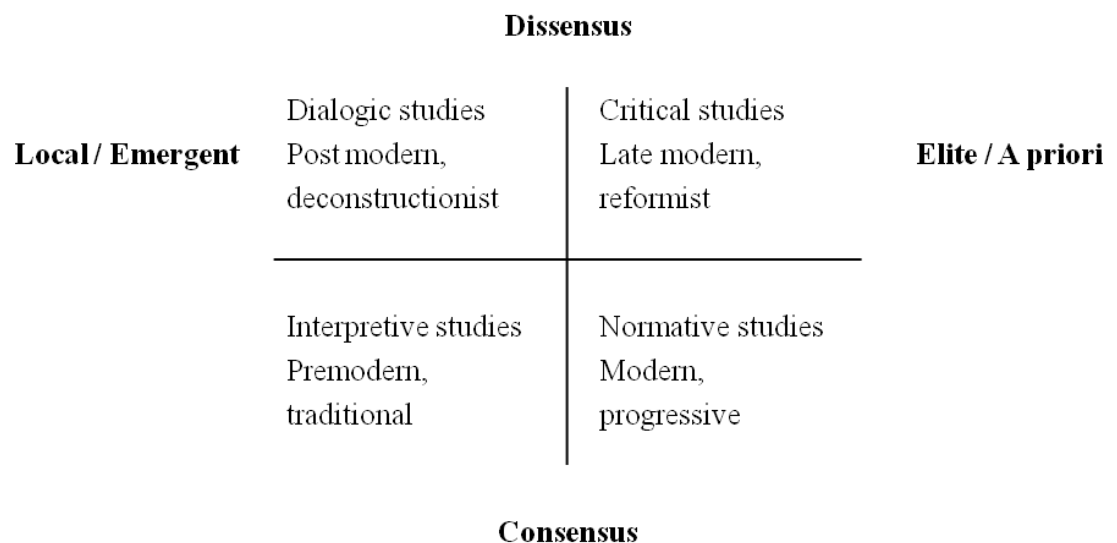 Dissensus
Local / Emergent
Dialogic studies
Post modern,
deconstructionist
Critical studies
Late modern,
reformist
Elite / A priori
Interpretive studies
Premodern,
traditional
Normative studies
Modern,
progressive
Consensus